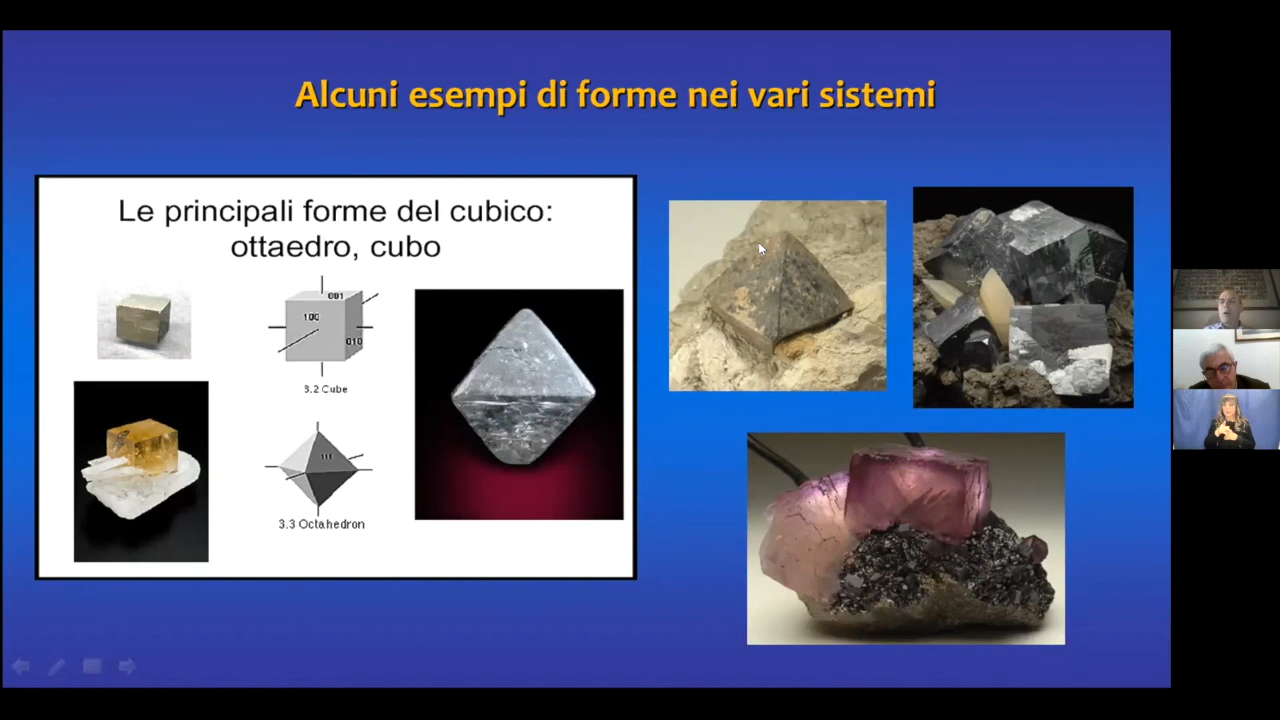 Alcuni esempi di forme nei vari sistemi
Le principali forme del cubico:
ottaedro, cubo
001
100
010
3.2 Cube
111
3.3 Octahedron